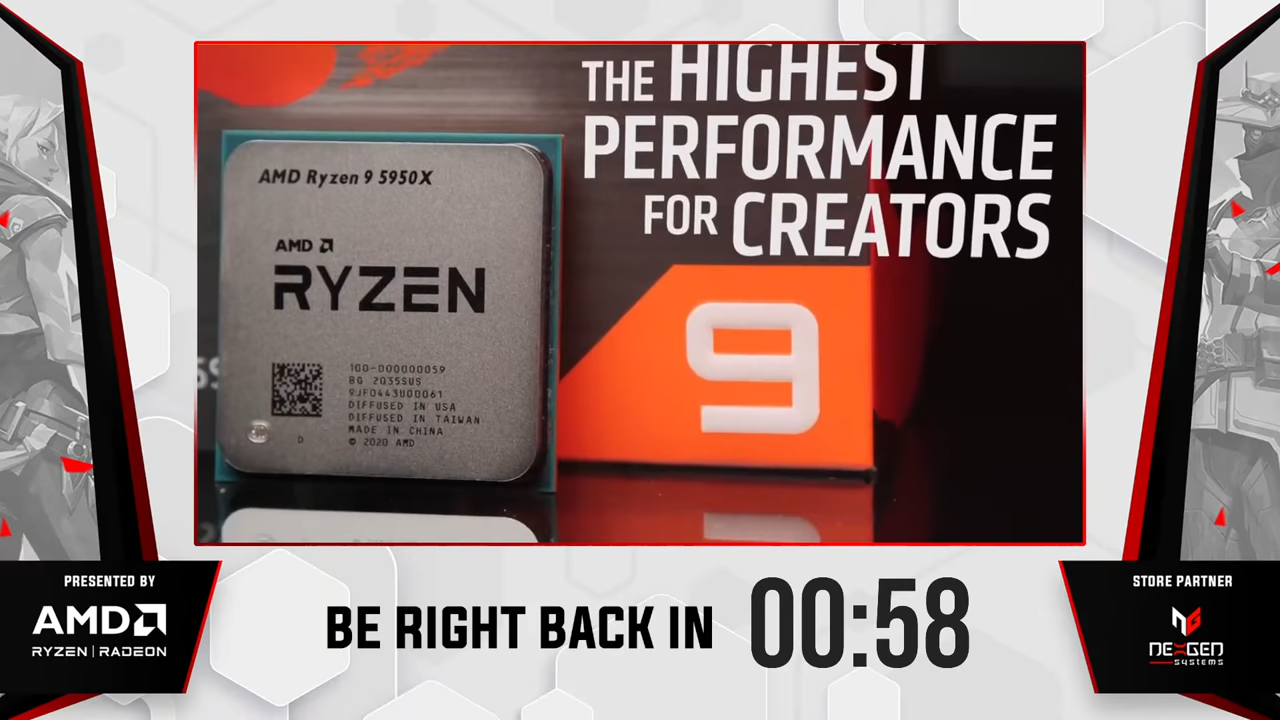 THE HIGHEST
PERFORMANCE
FOR CREATORS
9
AMD Ryzen 9 5950X
AMD
RYZEN
100-000000059
BG 2035SUS
9JF0443U00061
DIFFUSED IN USA
DIFFUSED IN TAIWAN
MADE IN CHINA
© 2020 AMD
D
PRESENTED BY
AMD
RYZEN | RADEON
BE RIGHT BACK IN 00:58
STORE PARTNER
NEXGEN
SYSTEMS